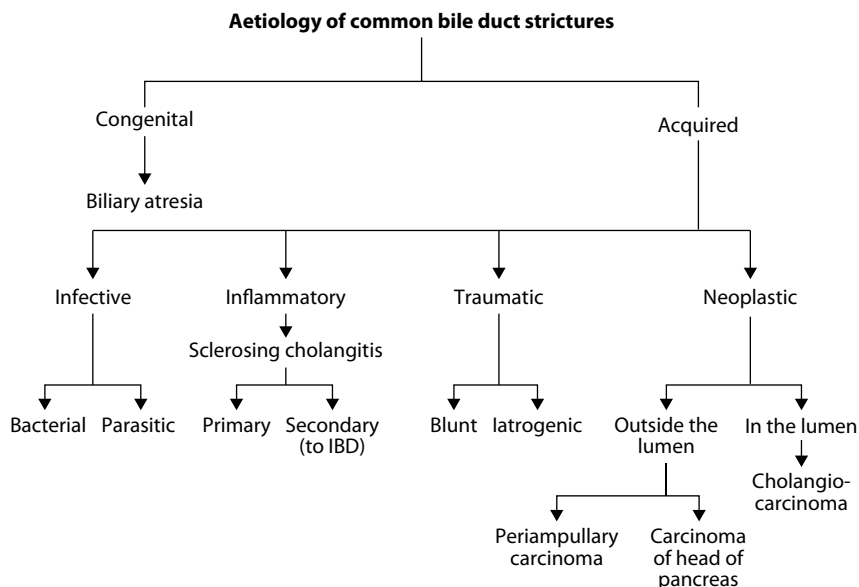 Aetiology of common bile duct strictures
Congenital
Acquired
Biliary atresia
Infective
Inflammatory
Traumatic
Neoplastic
Sclerosing cholangitis
Bacterial
Parasitic
Primary
Secondary
(to IBD)
Blunt
Iatrogenic
Outside the
lumen
In the lumen
Cholangio-
carcinoma
Periampullary
carcinoma
Carcinoma
of head of
pancreas